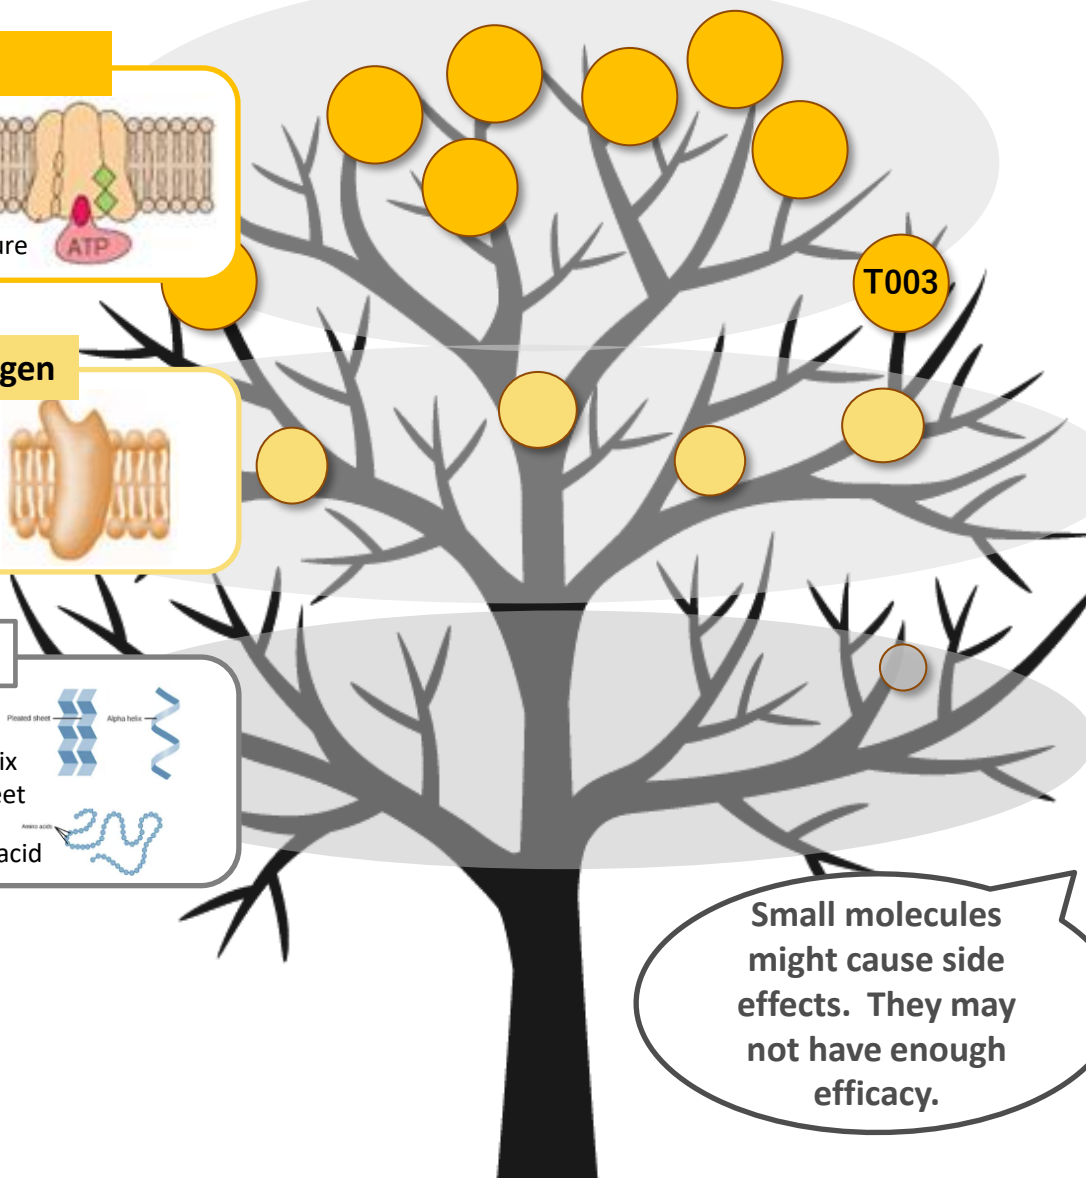 ATP
ure
T003
gen
Pleated sheet
Alpha helix
ix
eet
Amino acids
acid
Small molecules
might cause side
effects.  They may
not have enough
efficacy.